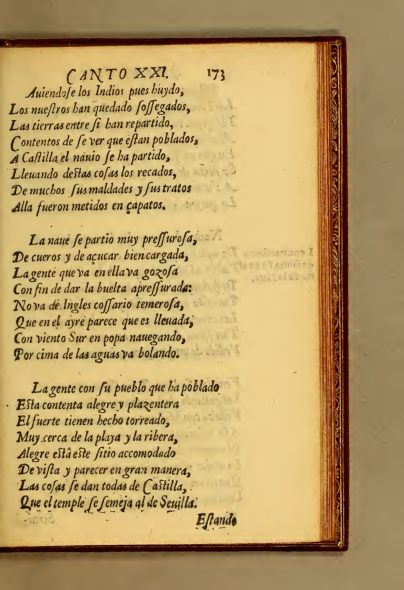 CANTO XXI. 173
Auiendose los Indios pues huydo,
Los nuestros han quedado sossegados,
Las tierras entre si han repartido,
Contentos de se ver que estan poblados,
A Castilla el nauio se ha partido,
Lleuando destas cosas los recados,
De muchos sus maldades y sus tratos
Alla fueron metidos en çapatos.
La naue se partio muy pressurosa,
De cueros y de açucar bien cargada,
La gente que va en ella va gozosa
Con fin de dar la buelta apressurada:
No va de Ingles cossario temerosa,
Que en el ayre parece que es lleuada,
Con viento Sur en popa nauegando,
Por cima de las aguas va bolando.
La gente con su pueblo que ha poblado
Esta contenta alegre y plazentera
El fuerte tienen hecho torreado,
Muy cerca de la playa y la ribera,
Alegre està este sitio accomodado
De vista y parecer en gran manera,
Las cosas se dan todas de Castilla,
Que el temple se semeja al de Seuilla.
Estando